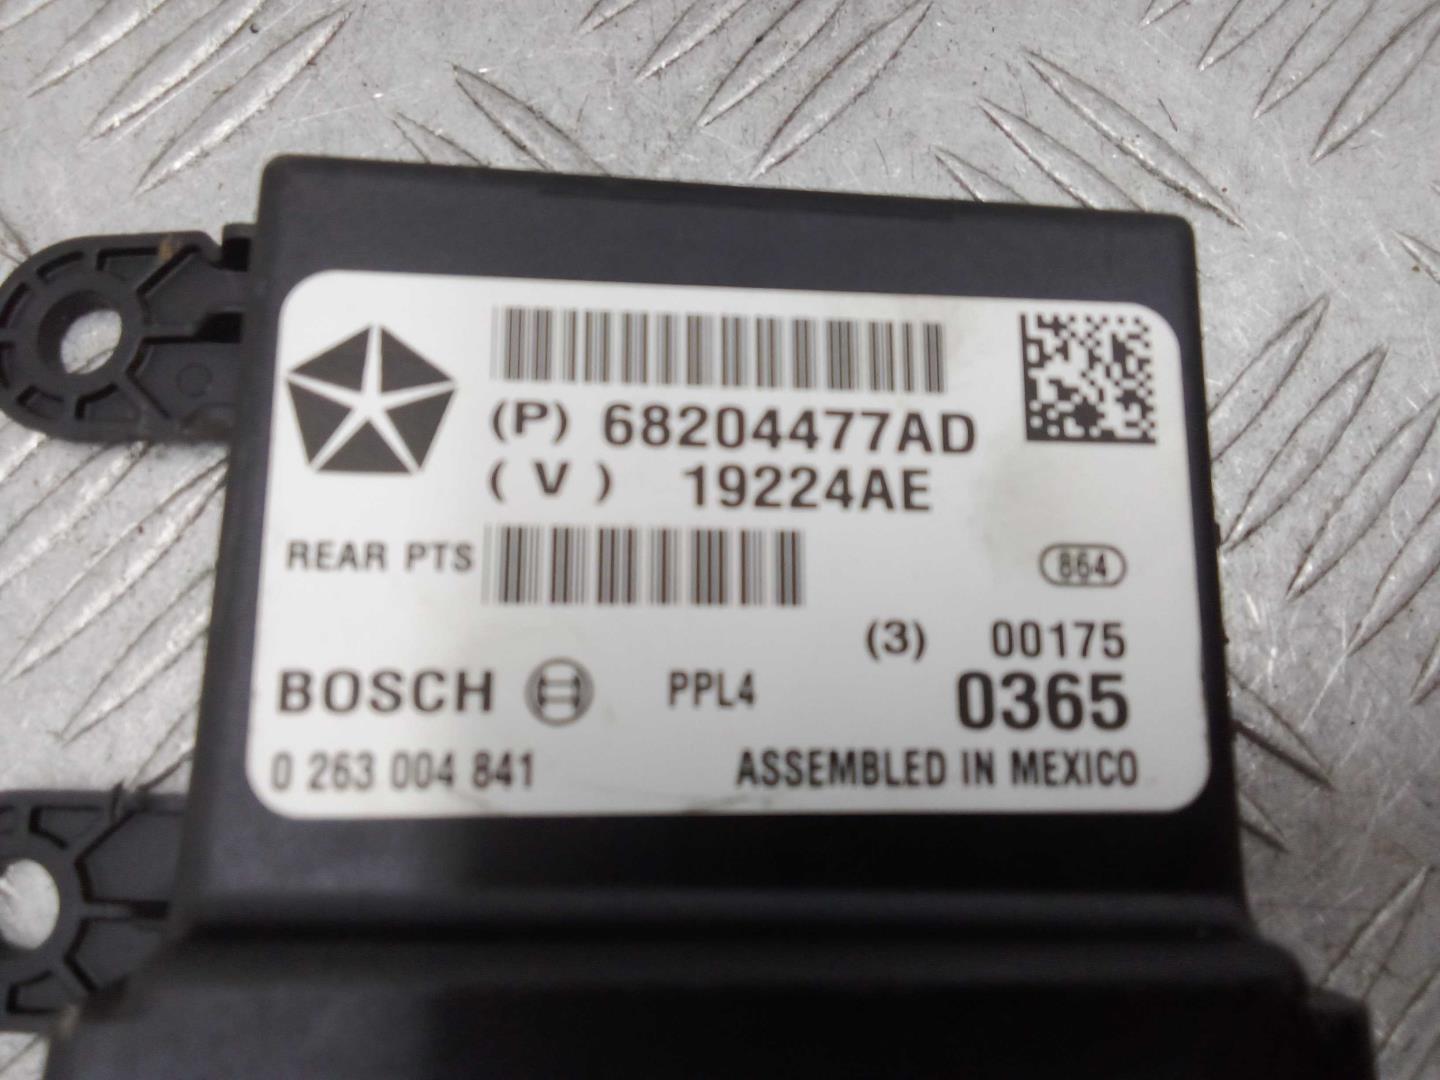 (P) 68204477AD
(V) 19224AE
REAR PTS
864
(3) 00175
BOSCH PPL4 0365
0 263 004 841 ASSEMBLED IN MEXICO